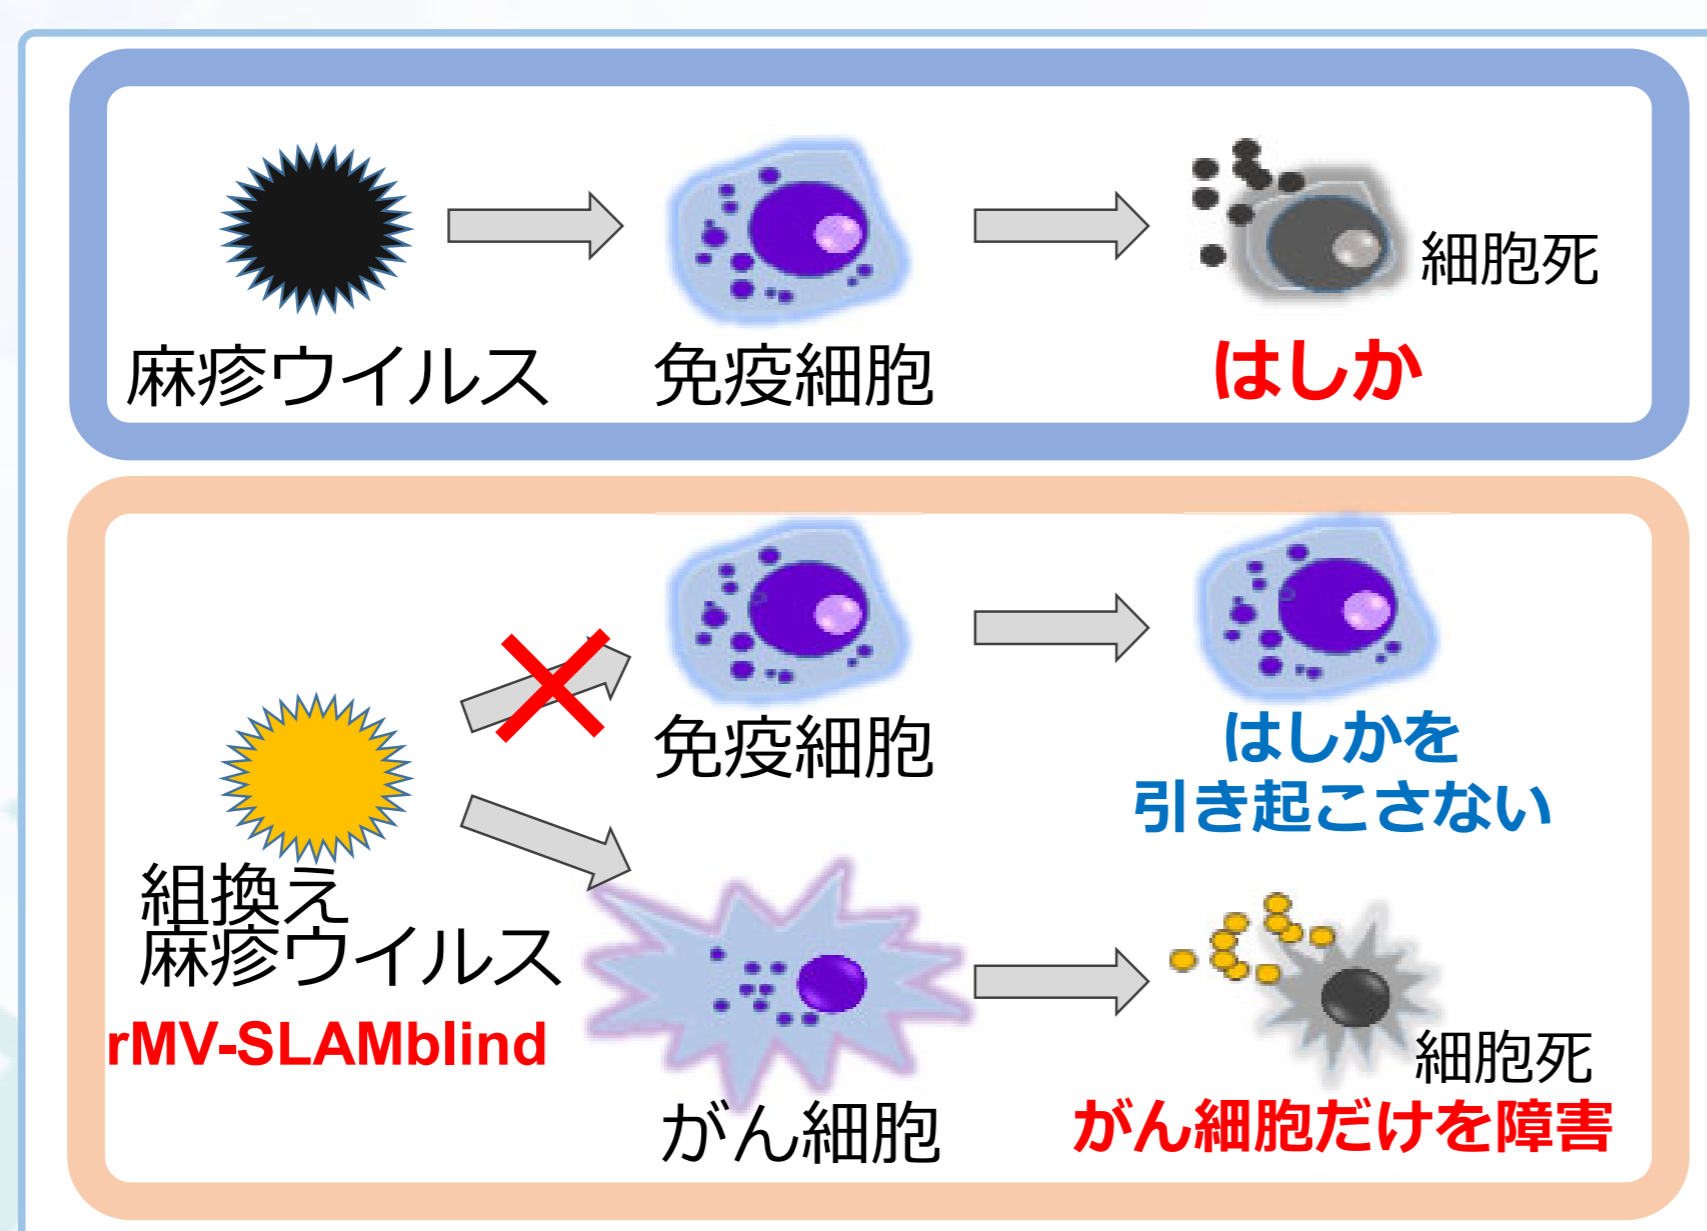 麻疹ウイルス
免疫細胞
細胞死
はしか
免疫細胞
はしかを
引き起こさない
組換え
麻疹ウイルス
rMV-SLAMblind
がん細胞
細胞死
がん細胞だけを障害